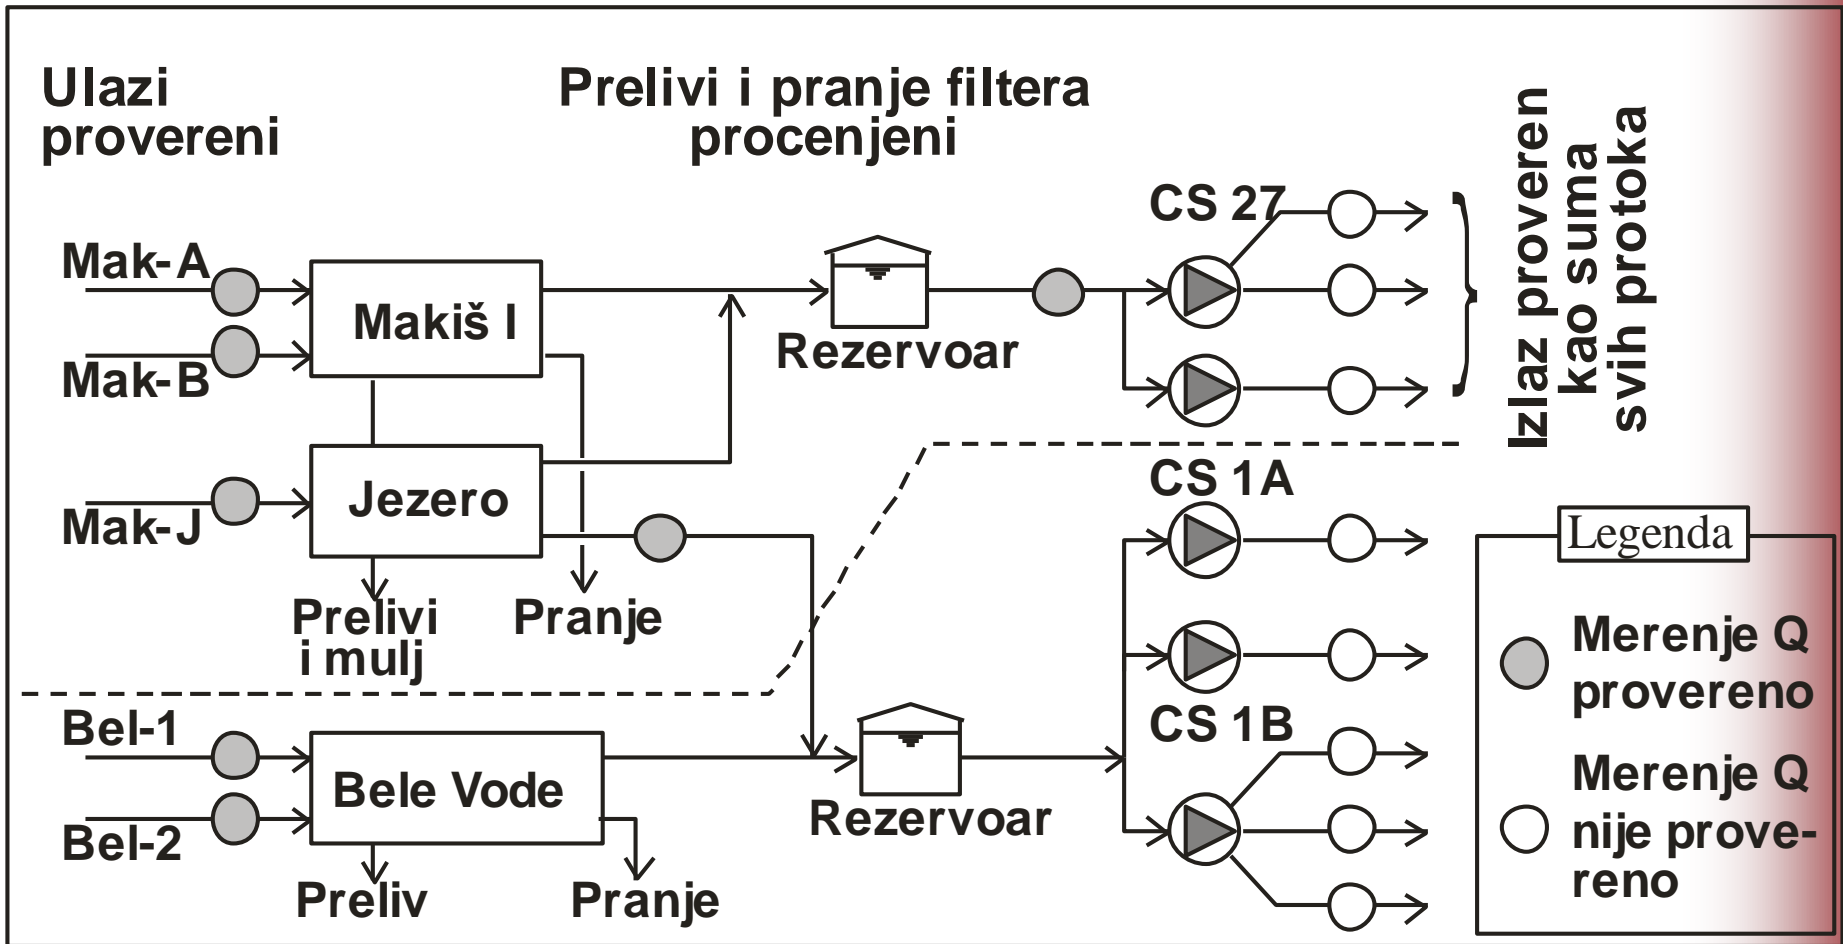 Ulazi
provereni
Prelivi i pranje filtera
procenjeni
Izlaz proveren
kao suma
svih protoka
CS 27
Mak-A
Makiš I
Mak-B
Rezervoar
Jezero
Mak-J
CS 1A
Legenda
Prelivi
i mulj
Pranje
Merenje Q
provereno
Bel-1
CS 1B
Bele Vode
Rezervoar
Merenje Q
nije prove-
reno
Bel-2
Preliv
Pranje